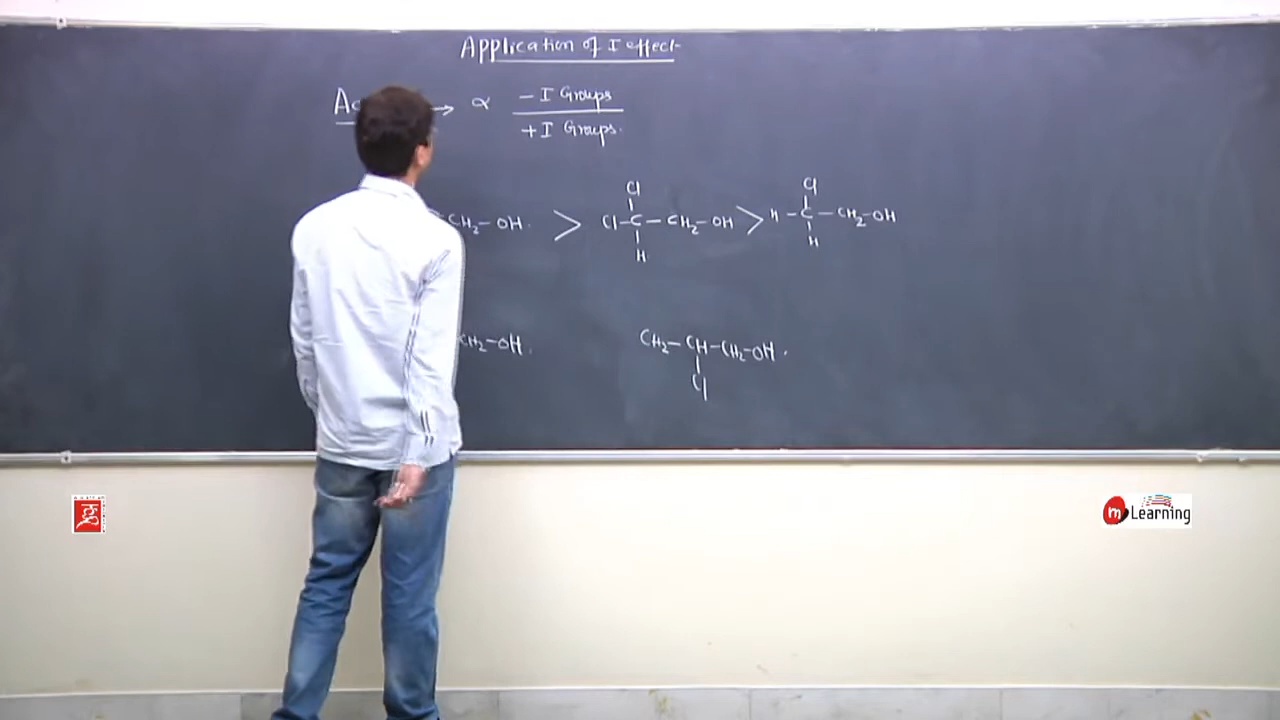 Application of I effect
→ ∝ - I Groups
+ I Groups.
CH2-OH. > Cl-C-CH2-OH > H-C-CH2-OH
Cl Cl
H H
CH2-OH. CH2-CH-CH2-OH.
Cl
m Learning